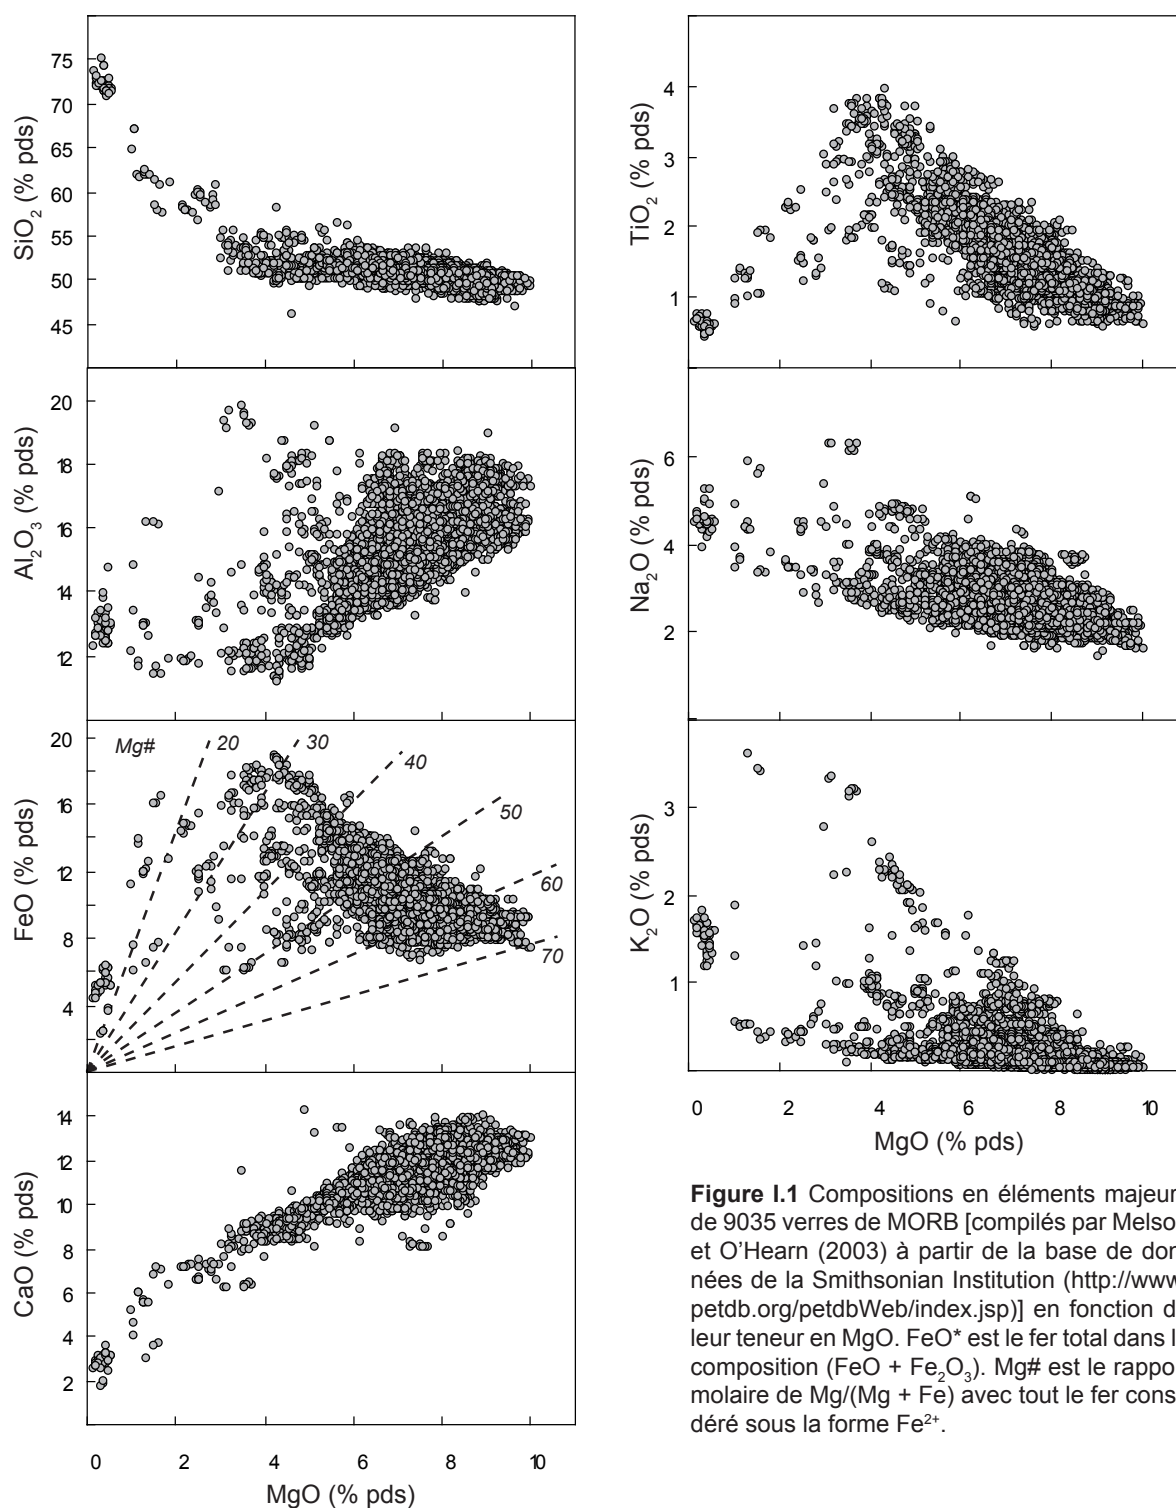 SiO2 (% pds)
75
70
65
60
55
50
45
Al2O3 (% pds)
20
18
16
14
12
FeO (% pds)
20
16
12
8
4
Mg#
20
30
40
50
60
70
CaO (% pds)
14
12
10
8
6
4
2
0 2 4 6 8 10
MgO (% pds)
TiO2 (% pds)
4
3
2
1
Na2O (% pds)
6
4
2
K2O (% pds)
3
2
1
0 2 4 6 8 10
MgO (% pds)
Figure I.1 Compositions en éléments majeur
de 9035 verres de MORB [compilés par Melso
et O’Hearn (2003) à partir de la base de don
nées de la Smithsonian Institution (http://www
petdb.org/petdbWeb/index.jsp)] en fonction d
leur teneur en MgO. FeO* est le fer total dans l
composition (FeO + Fe2O3). Mg# est le rappo
molaire de Mg/(Mg + Fe) avec tout le fer cons
déré sous la forme Fe2+.